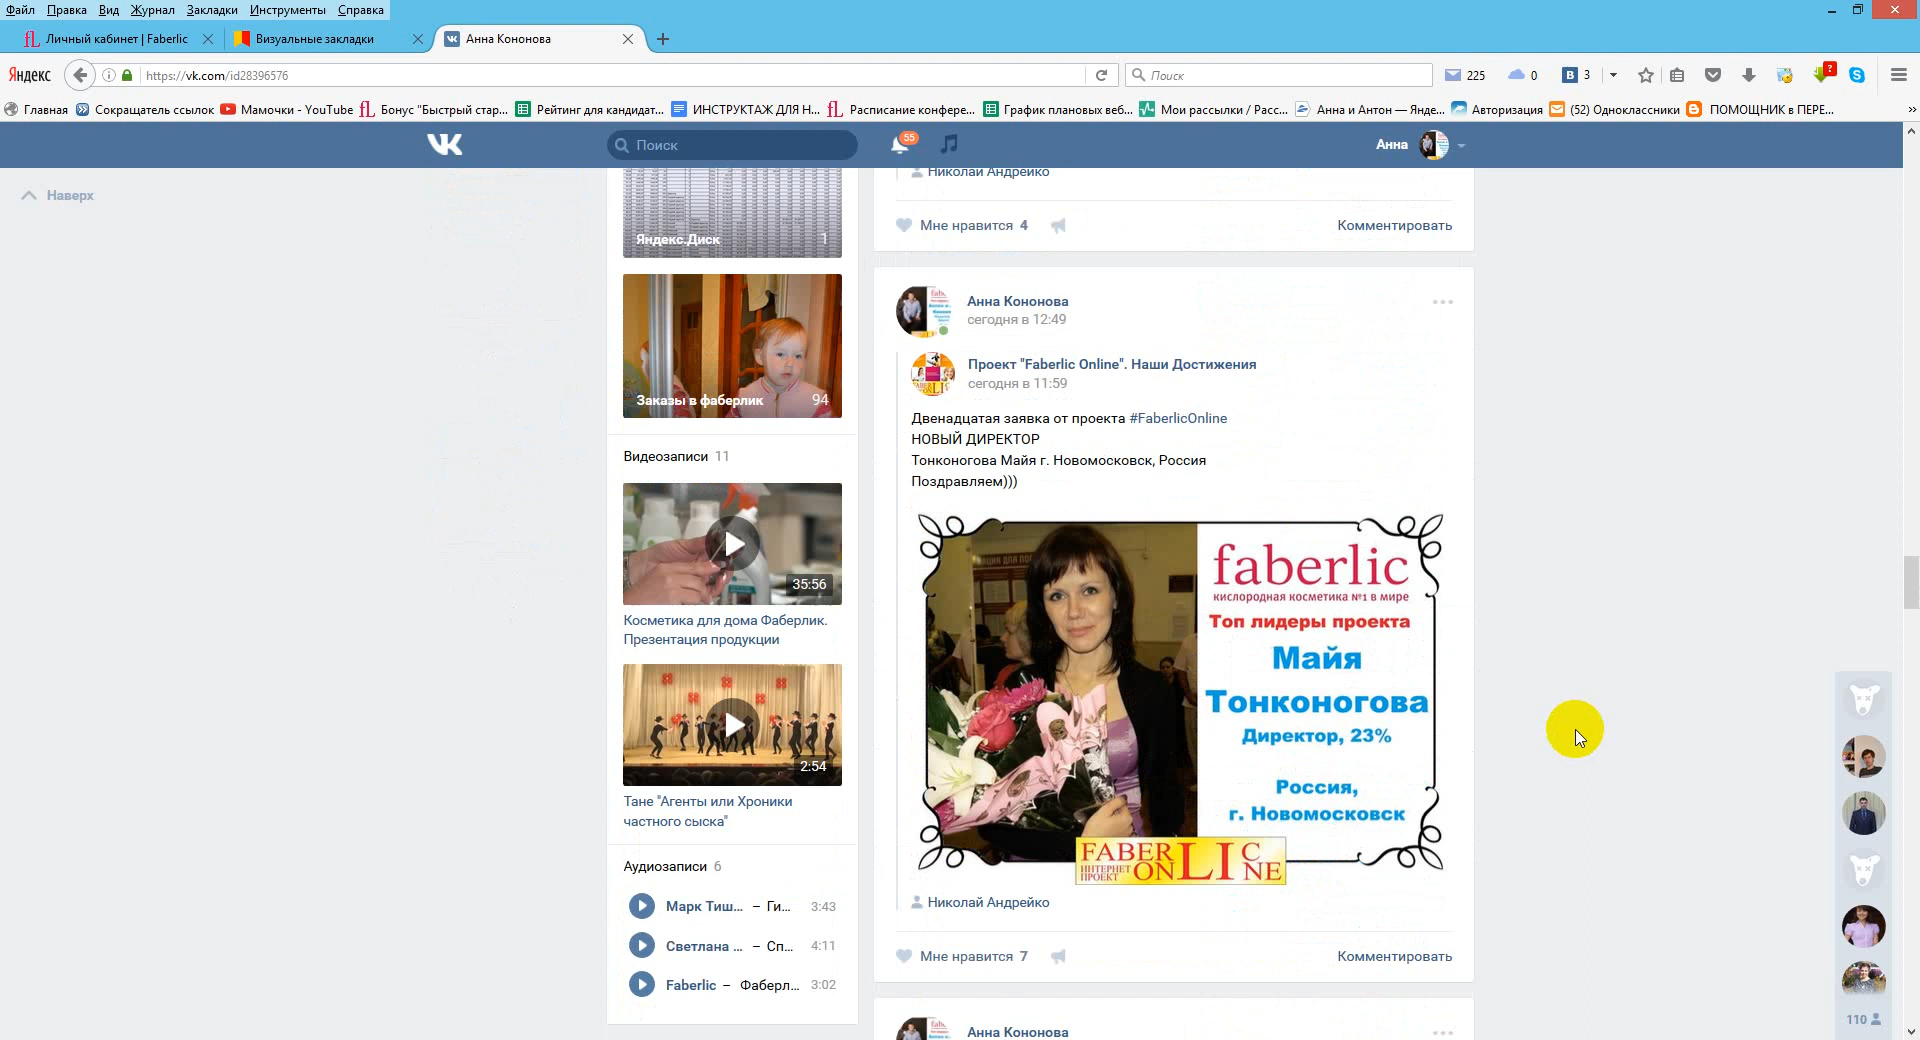 Файл Правка Вид Журнал Закладки Инструменты Справка
Личный кабинет | Faberlic
Визуальные закладки
Анна Кононова
Яндекс
https://vk.com/id28396576
Поиск
225
0
B 3
?
Главная
Сокращатель ссылок
Мамочки - YouTube
Бонус "Быстрый стар...
Рейтинг для кандидат...
ИНСТРУКТАЖ ДЛЯ Н...
Расписание конфере...
График плановых веб...
Мои рассылки / Расс...
Анна и Антон — Янде...
Авторизация
(52) Одноклассники
ПОМОЩНИК в ПЕРЕ...
Поиск
55
Анна
Наверх
Яндекс.Диск 1
Заказы в фаберлик 94
Видеозаписи 11
35:56
Косметика для дома Фаберлик.
Презентация продукции
2:54
Тане "Агенты или Хроники
частного сыска"
Аудиозаписи 6
Марк Тиш... – Ги... 3:43
Светлана ... – Сп... 4:11
Faberlic – Фаберл... 3:02
Николай Андрейко
Мне нравится 4
Комментировать
Анна Кононова
сегодня в 12:49
Проект "Faberlic Online". Наши Достижения
сегодня в 11:59
Двенадцатая заявка от проекта #FaberlicOnline
НОВЫЙ ДИРЕКТОР
Тонконогова Майя г. Новомосковск, Россия
Поздравляем)))
faberlic
кислородная косметика №1 в мире
Топ лидеры проекта
Майя
Тонконогова
Директор, 23%
Россия,
г. Новомосковск
FABERLIC
ИНТЕРНЕТ
ПРОЕКТ
ONLINE
Николай Андрейко
Мне нравится 7
Комментировать
Анна Кононова
110